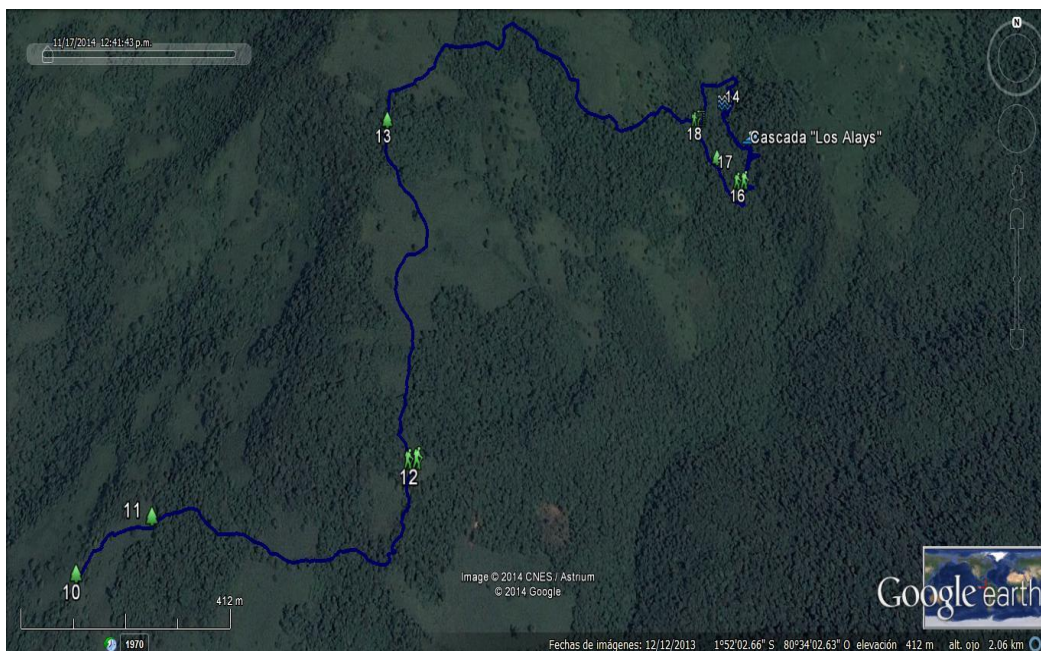 11/17/2014 12:41:43 p.m.
N
14
13
18
Cascada "Los Alays"
17
16
12
11
10
412 m
Image © 2014 CNES / Astrium
© 2014 Google
Google earth
1970
Fechas de imágenes: 12/12/2013 1°52'02.66" S 80°34'02.63" O elevación 412 m alt. ojo 2.06 km